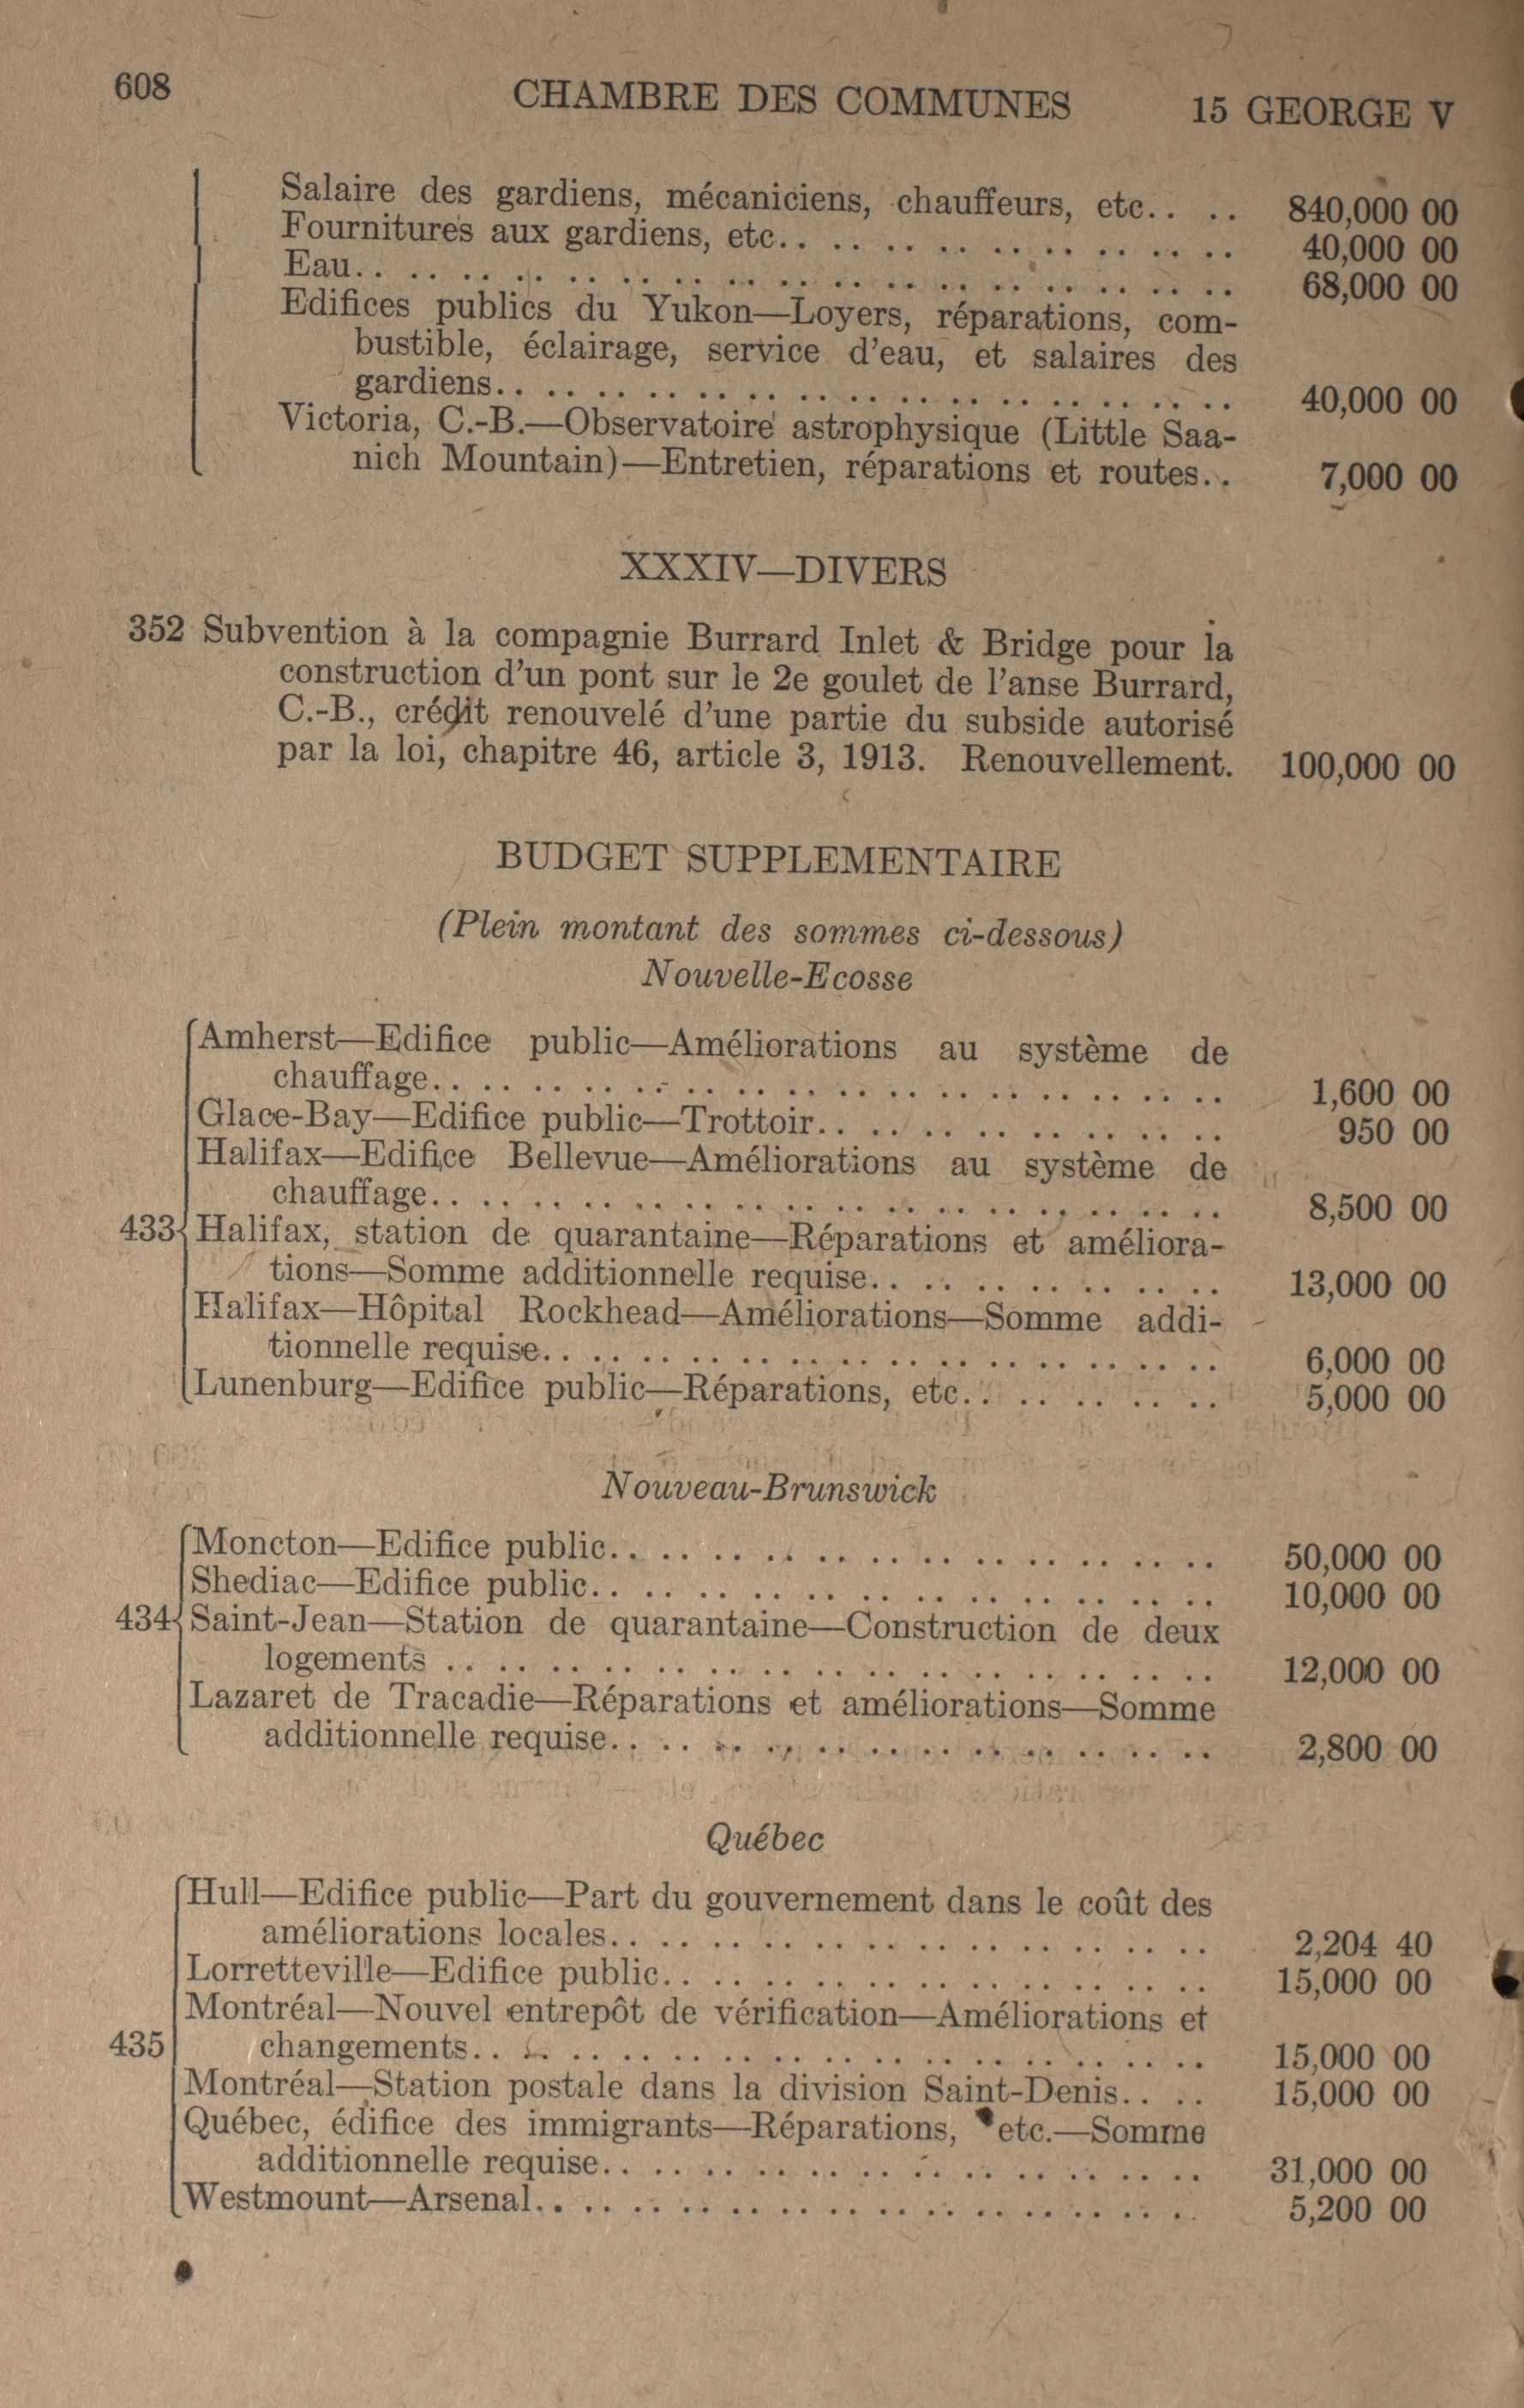 608 CHAMBRE DES COMMUNES 15 GEORGE V
Salaire des gardiens, mécaniciens, chauffeurs, etc.. .. 840,000 00
Fournitures aux gardiens, etc.. .. .. .. .. .. .. .. .. 40,000 00
Eau.. .. .. .. .. .. .. .. .. .. .. .. .. .. .. .. .. 68,000 00
Edifices publics du Yukon—Loyers, réparations, com-
bustible, éclairage, service d'eau, et salaires des
gardiens.. .. .. .. .. .. .. .. .. .. .. .. .. .. .. 40,000 00
Victoria, C.-B.—Observatoire astrophysique (Little Saa-
nich Mountain)—Entretien, réparations et routes.. 7,000 00
XXXIV—DIVERS
352 Subvention à la compagnie Burrard Inlet & Bridge pour la
construction d'un pont sur le 2e goulet de l'anse Burrard,
C.-B., crédit renouvelé d'une partie du subside autorisé
par la loi, chapitre 46, article 3, 1913. Renouvellement. 100,000 00
BUDGET SUPPLEMENTAIRE
(Plein montant des sommes ci-dessous)
Nouvelle-Ecosse
Amherst—Edifice public—Améliorations au système de
chauffage.. .. .. .. .. .. .. .. .. .. .. .. .. .. .. .. 1,600 00
Glace-Bay—Edifice public—Trottoir.. .. .. .. .. .. .. .. 950 00
Halifax—Edifice Bellevue—Améliorations au système de
chauffage.. .. .. .. .. .. .. .. .. .. .. .. .. .. .. .. 8,500 00
433 Halifax, station de quarantaine—Réparations et améliora-
tions—Somme additionnelle requise.. .. .. .. .. .. .. 13,000 00
Halifax—Hôpital Rockhead—Améliorations—Somme addi-
tionnelle requise.. .. .. .. .. .. .. .. .. .. .. .. .. .. 6,000 00
Lunenburg—Edifice public—Réparations, etc.. .. .. .. .. 5,000 00
Nouveau-Brunswick
Moncton—Edifice public.. .. .. .. .. .. .. .. .. .. .. .. 50,000 00
Shediac—Edifice public.. .. .. .. .. .. .. .. .. .. .. .. 10,000 00
434 Saint-Jean—Station de quarantaine—Construction de deux
logements .. .. .. .. .. .. .. .. .. .. .. .. .. .. .. 12,000 00
Lazaret de Tracadie—Réparations et améliorations—Somme
additionnelle requise.. .. .. .. .. .. .. .. .. .. .. .. 2,800 00
Québec
Hull—Edifice public—Part du gouvernement dans le coût des
améliorations locales.. .. .. .. .. .. .. .. .. .. .. .. 2,204 40
Lorretteville—Edifice public.. .. .. .. .. .. .. .. .. .. .. 15,000 00
Montréal—Nouvel entrepôt de vérification—Améliorations et
435 changements.. .. .. .. .. .. .. .. .. .. .. .. .. .. .. 15,000 00
Montréal—Station postale dans la division Saint-Denis.. .. 15,000 00
Québec, édifice des immigrants—Réparations, etc.—Somme
additionnelle requise.. .. .. .. .. .. .. .. .. .. .. .. 31,000 00
Westmount—Arsenal.. .. .. .. .. .. .. .. .. .. .. .. .. . 5,200 00